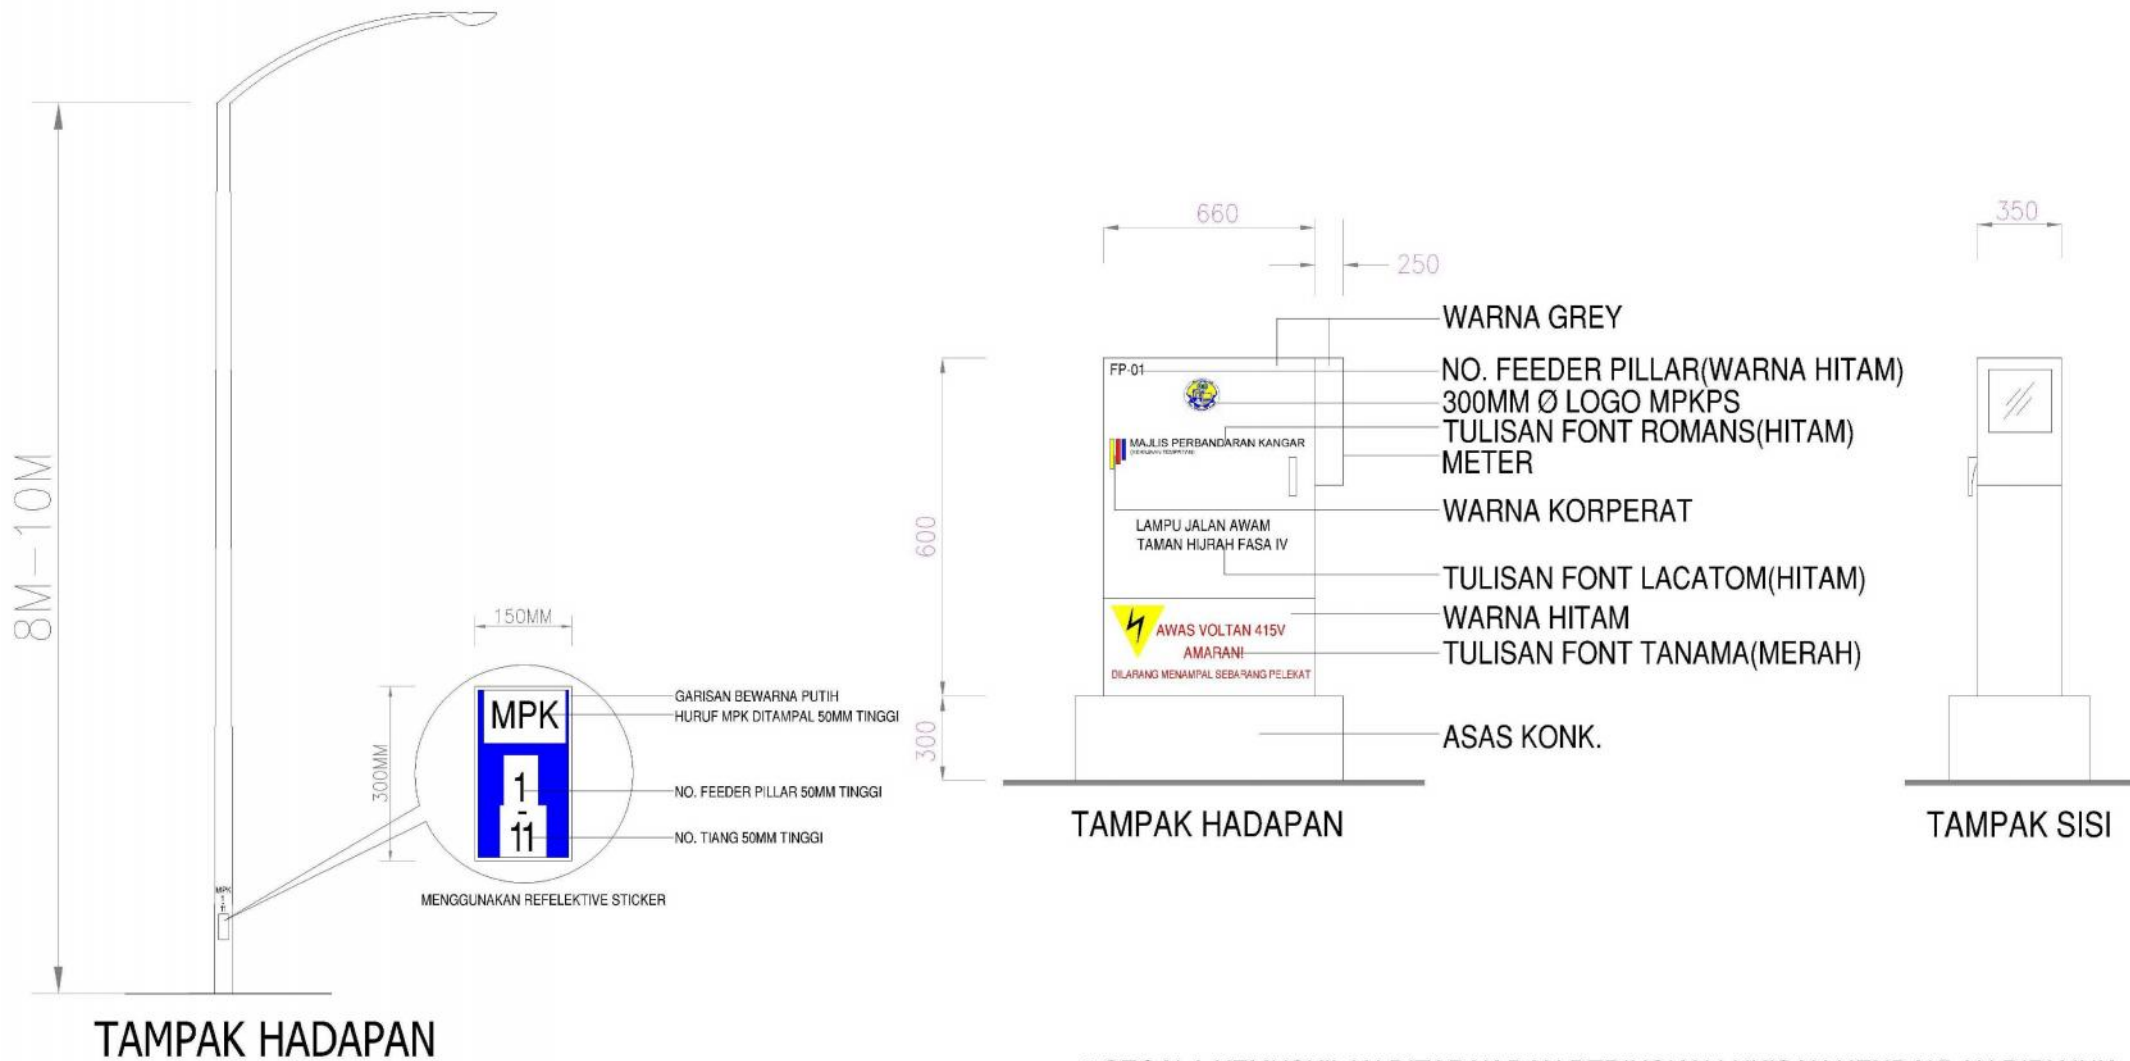 8M-10M
TAMPAK HADAPAN
150MM
300MM
MPK
1
-
11
GARISAN BEWARNA PUTIH
HURUF MPK DITAMPAL 50MM TINGGI
NO. FEEDER PILLAR 50MM TINGGI
NO. TIANG 50MM TINGGI
MENGGUNAKAN REFELEKTIVE STICKER
MPK
660
250
600
300
FP-01
MAJLIS PERBANDARAN KANGAR
LAMPU JALAN AWAM
TAMAN HIJRAH FASA IV
AWAS VOLTAN 415V
AMARAN!
DILARANG MENAMPAL SEBARANG PELEKAT
WARNA GREY
NO. FEEDER PILLAR(WARNA HITAM)
300MM Ø LOGO MPKPS
TULISAN FONT ROMANS(HITAM)
METER
WARNA KORPERAT
TULISAN FONT LACATOM(HITAM)
WARNA HITAM
TULISAN FONT TANAMA(MERAH)
ASAS KONK.
TAMPAK HADAPAN
350
TAMPAK SISI